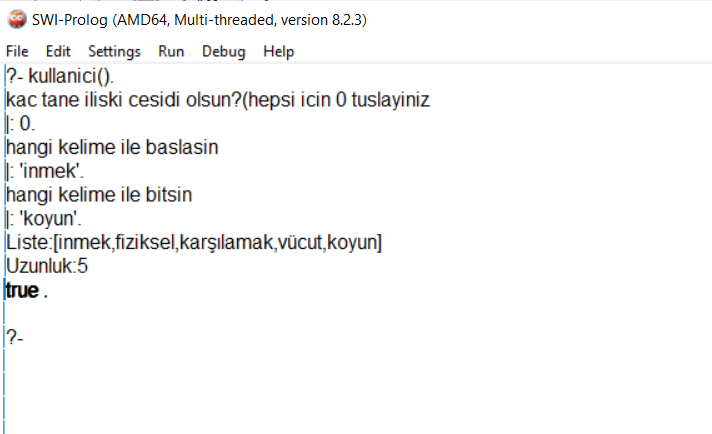 SWI-Prolog (AMD64, Multi-threaded, version 8.2.3)
File Edit Settings Run Debug Help
?- kullanici().
kac tane iliski cesidi olsun?(hepsi icin 0 tuslayiniz
|: 0.
hangi kelime ile baslasin
|: 'inmek'.
hangi kelime ile bitsin
|: 'koyun'.
Liste:[inmek,fiziksel,karşılamak,vücut,koyun]
Uzunluk:5
true .
?-